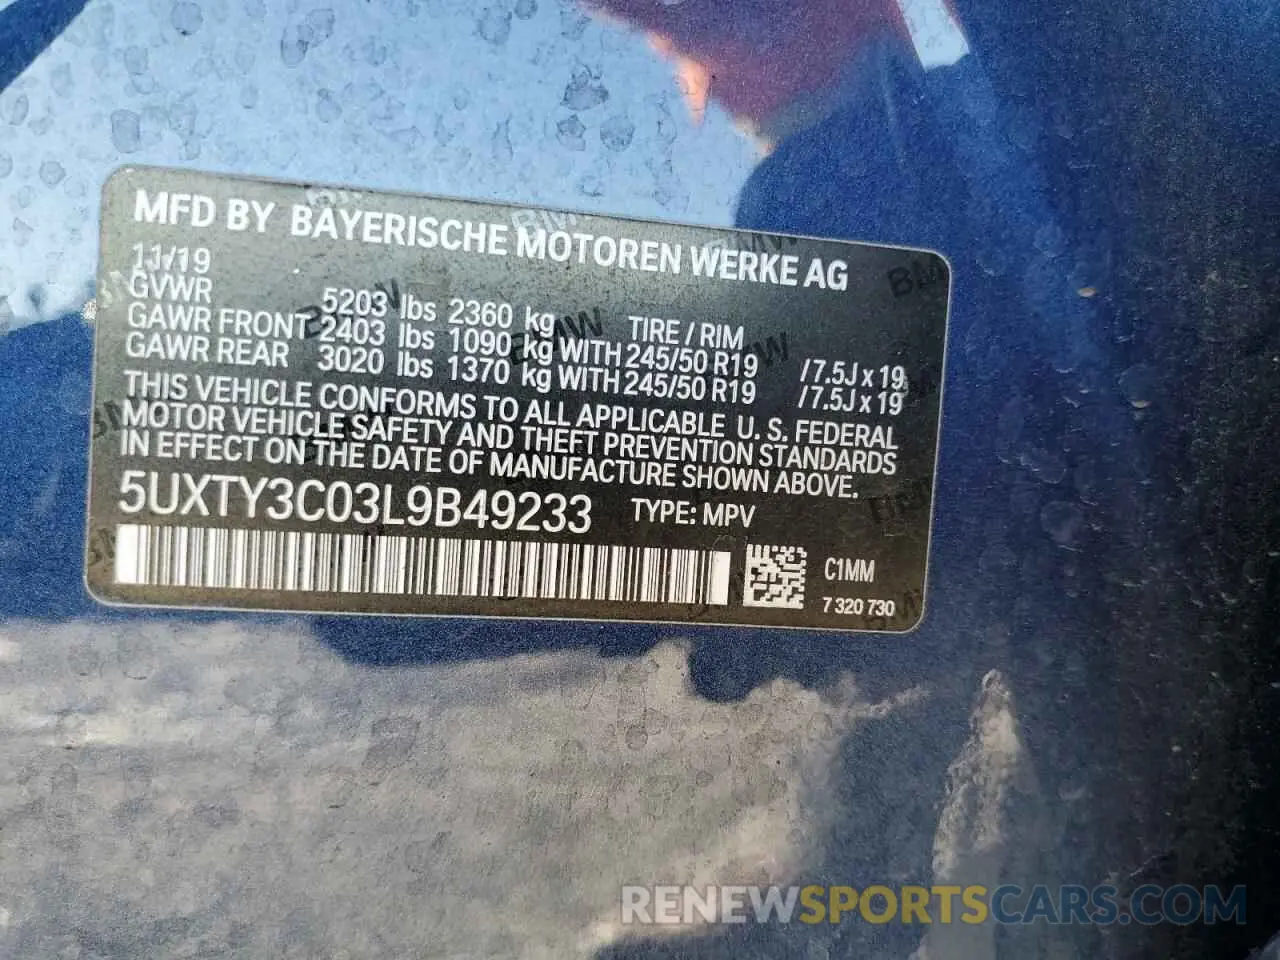 MFD BY BAYERISCHE MOTOREN WERKE AG
11/19
GVWR 5203 lbs 2360 kg TIRE / RIM
GAWR FRONT 2403 lbs 1090 kg WITH 245/50 R19 /7.5J x 19
GAWR REAR 3020 lbs 1370 kg WITH 245/50 R19 /7.5J x 19
THIS VEHICLE CONFORMS TO ALL APPLICABLE U. S. FEDERAL
MOTOR VEHICLE SAFETY AND THEFT PREVENTION STANDARDS
IN EFFECT ON THE DATE OF MANUFACTURE SHOWN ABOVE.
5UXTY3C03L9B49233 TYPE: MPV
C1MM
7 320 730
RENEWSPORTSCARS.COM